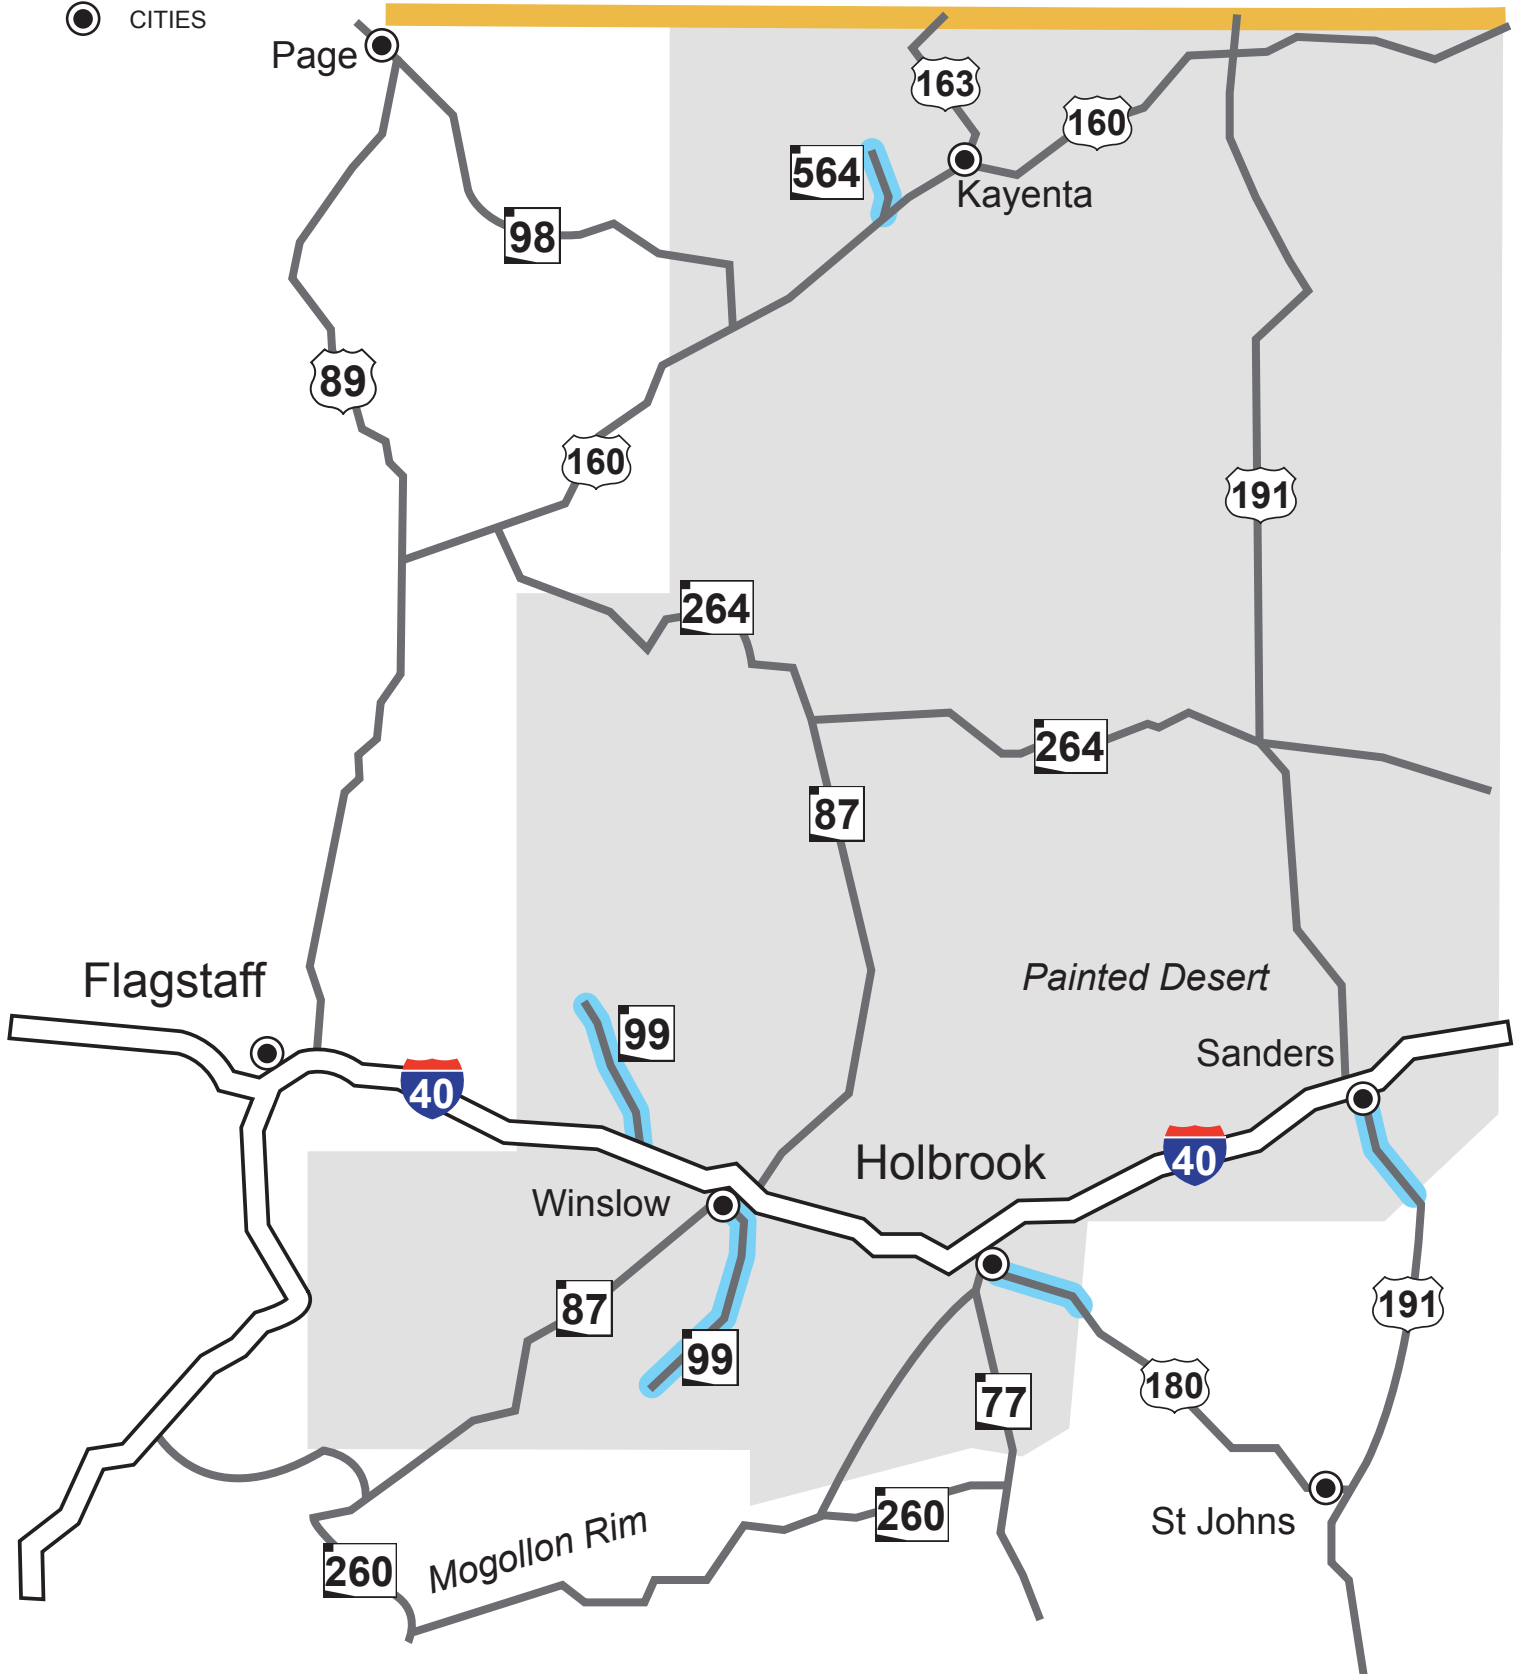 CITIES
Page
163
160
564
Kayenta
98
89
160
191
264
264
87
Painted Desert
Flagstaff
99
Sanders
40
40
Holbrook
Winslow
87
191
99
180
77
260
St Johns
Mogollon Rim
260